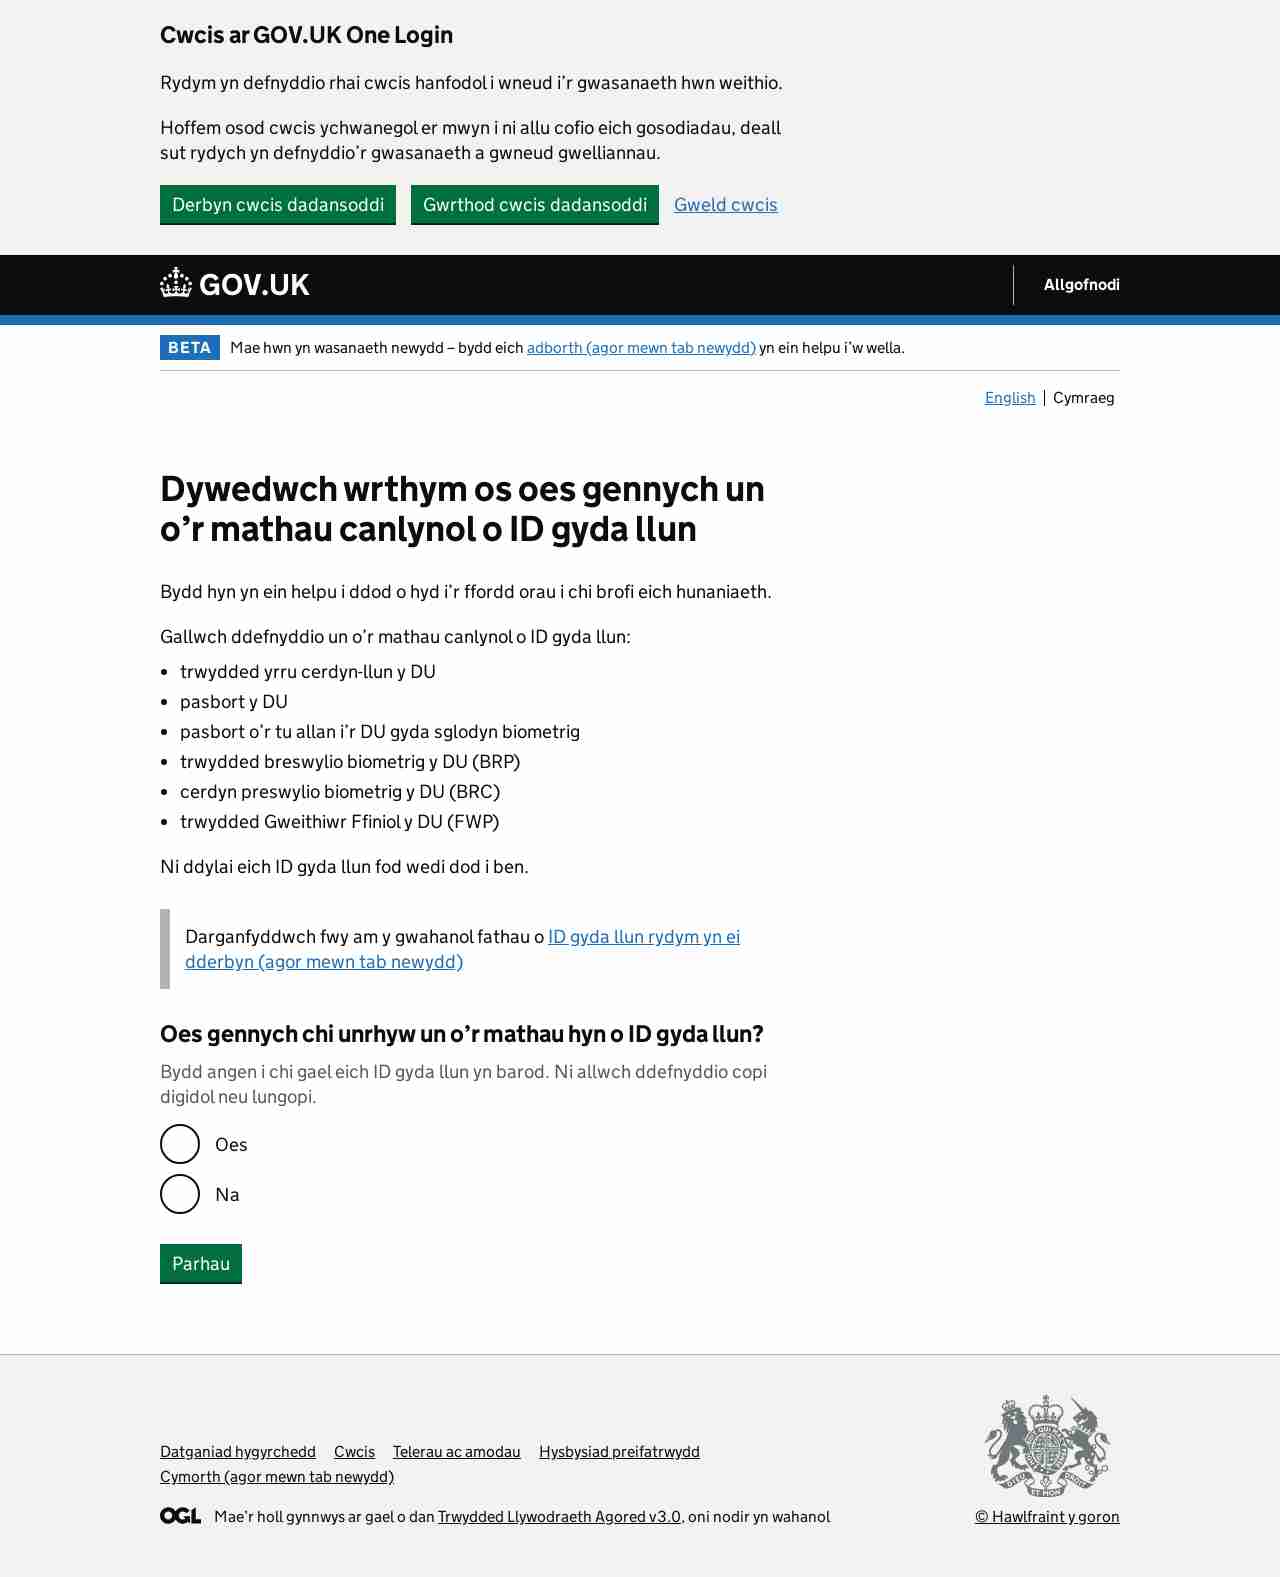 Cwcis ar GOV.UK One Login
Rydym yn defnyddio rhai cwcis hanfodol i wneud i’r gwasanaeth hwn weithio.
Hoffem osod cwcis ychwanegol er mwyn i ni allu cofio eich gosodiadau, deall
sut rydych yn defnyddio’r gwasanaeth a gwneud gwelliannau.
Derbyn cwcis dadansoddi Gwrthod cwcis dadansoddi Gweld cwcis
GOV.UK Allgofnodi
BETA Mae hwn yn wasanaeth newydd – bydd eich adborth (agor mewn tab newydd) yn ein helpu i’w wella.
English Cymraeg
Dywedwch wrthym os oes gennych un
o’r mathau canlynol o ID gyda llun
Bydd hyn yn ein helpu i ddod o hyd i’r ffordd orau i chi brofi eich hunaniaeth.
Gallwch ddefnyddio un o’r mathau canlynol o ID gyda llun:
• trwydded yrru cerdyn-llun y DU
• pasbort y DU
• pasbort o’r tu allan i’r DU gyda sglodyn biometrig
• trwydded breswylio biometrig y DU (BRP)
• cerdyn preswylio biometrig y DU (BRC)
• trwydded Gweithiwr Ffiniol y DU (FWP)
Ni ddylai eich ID gyda llun fod wedi dod i ben.
Darganfyddwch fwy am y gwahanol fathau o ID gyda llun rydym yn ei
dderbyn (agor mewn tab newydd)
Oes gennych chi unrhyw un o’r mathau hyn o ID gyda llun?
Bydd angen i chi gael eich ID gyda llun yn barod. Ni allwch ddefnyddio copi
digidol neu lungopi.
Oes
Na
Parhau
Datganiad hygyrchedd Cwcis Telerau ac amodau Hysbysiad preifatrwydd
Cymorth (agor mewn tab newydd)
OGL Mae’r holl gynnwys ar gael o dan Trwydded Llywodraeth Agored v3.0, oni nodir yn wahanol
© Hawlfraint y goron